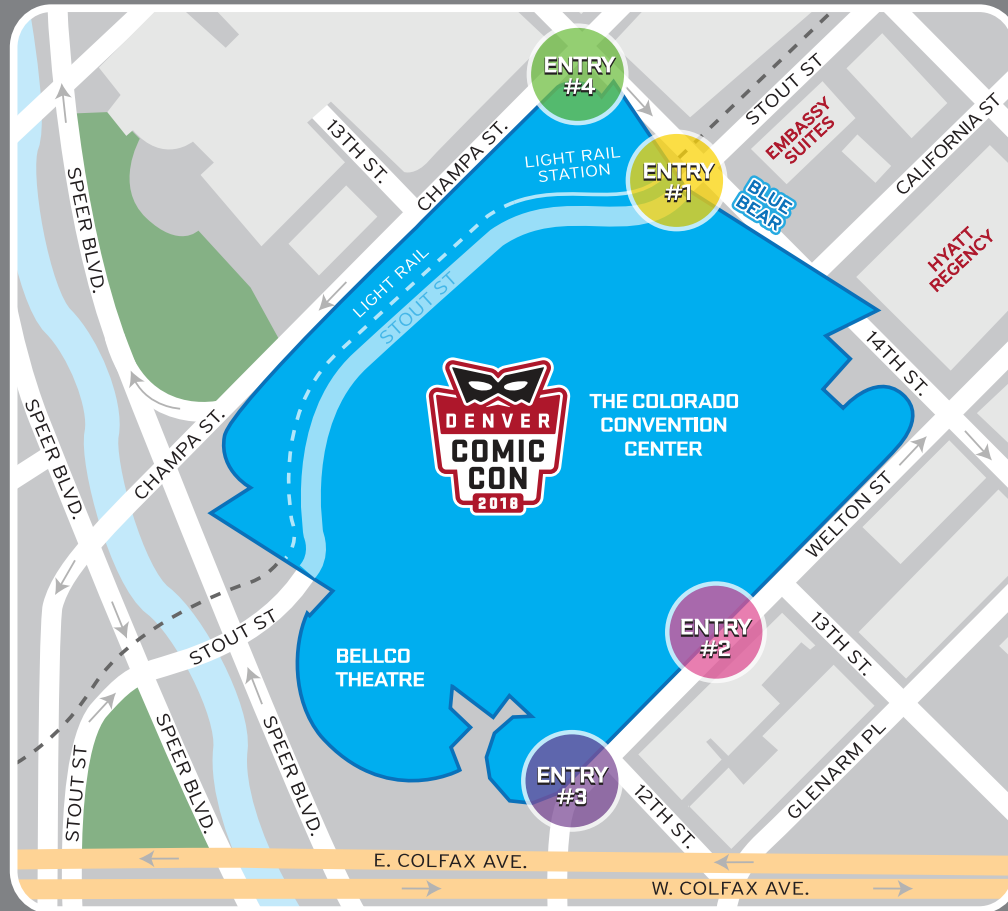 ENTRY
#4
STOUT ST
EMBASSY
SUITES
CALIFORNIA ST
13TH ST.
CHAMPA ST.
LIGHT RAIL
STATION
ENTRY
#1
BLUE
BEAR
HYATT
REGENCY
SPEER BLVD.
LIGHT RAIL
STOUT ST
14TH ST.
DENVER
COMIC
CON
2018
THE COLORADO
CONVENTION
CENTER
SPEER BLVD.
CHAMPA ST.
WELTON ST
STOUT ST
ENTRY
#2
13TH ST.
BELLCO
THEATRE
SPEER BLVD.
SPEER BLVD.
STOUT ST
ENTRY
#3
12TH ST.
GLENARM PL
E. COLFAX AVE.
W. COLFAX AVE.